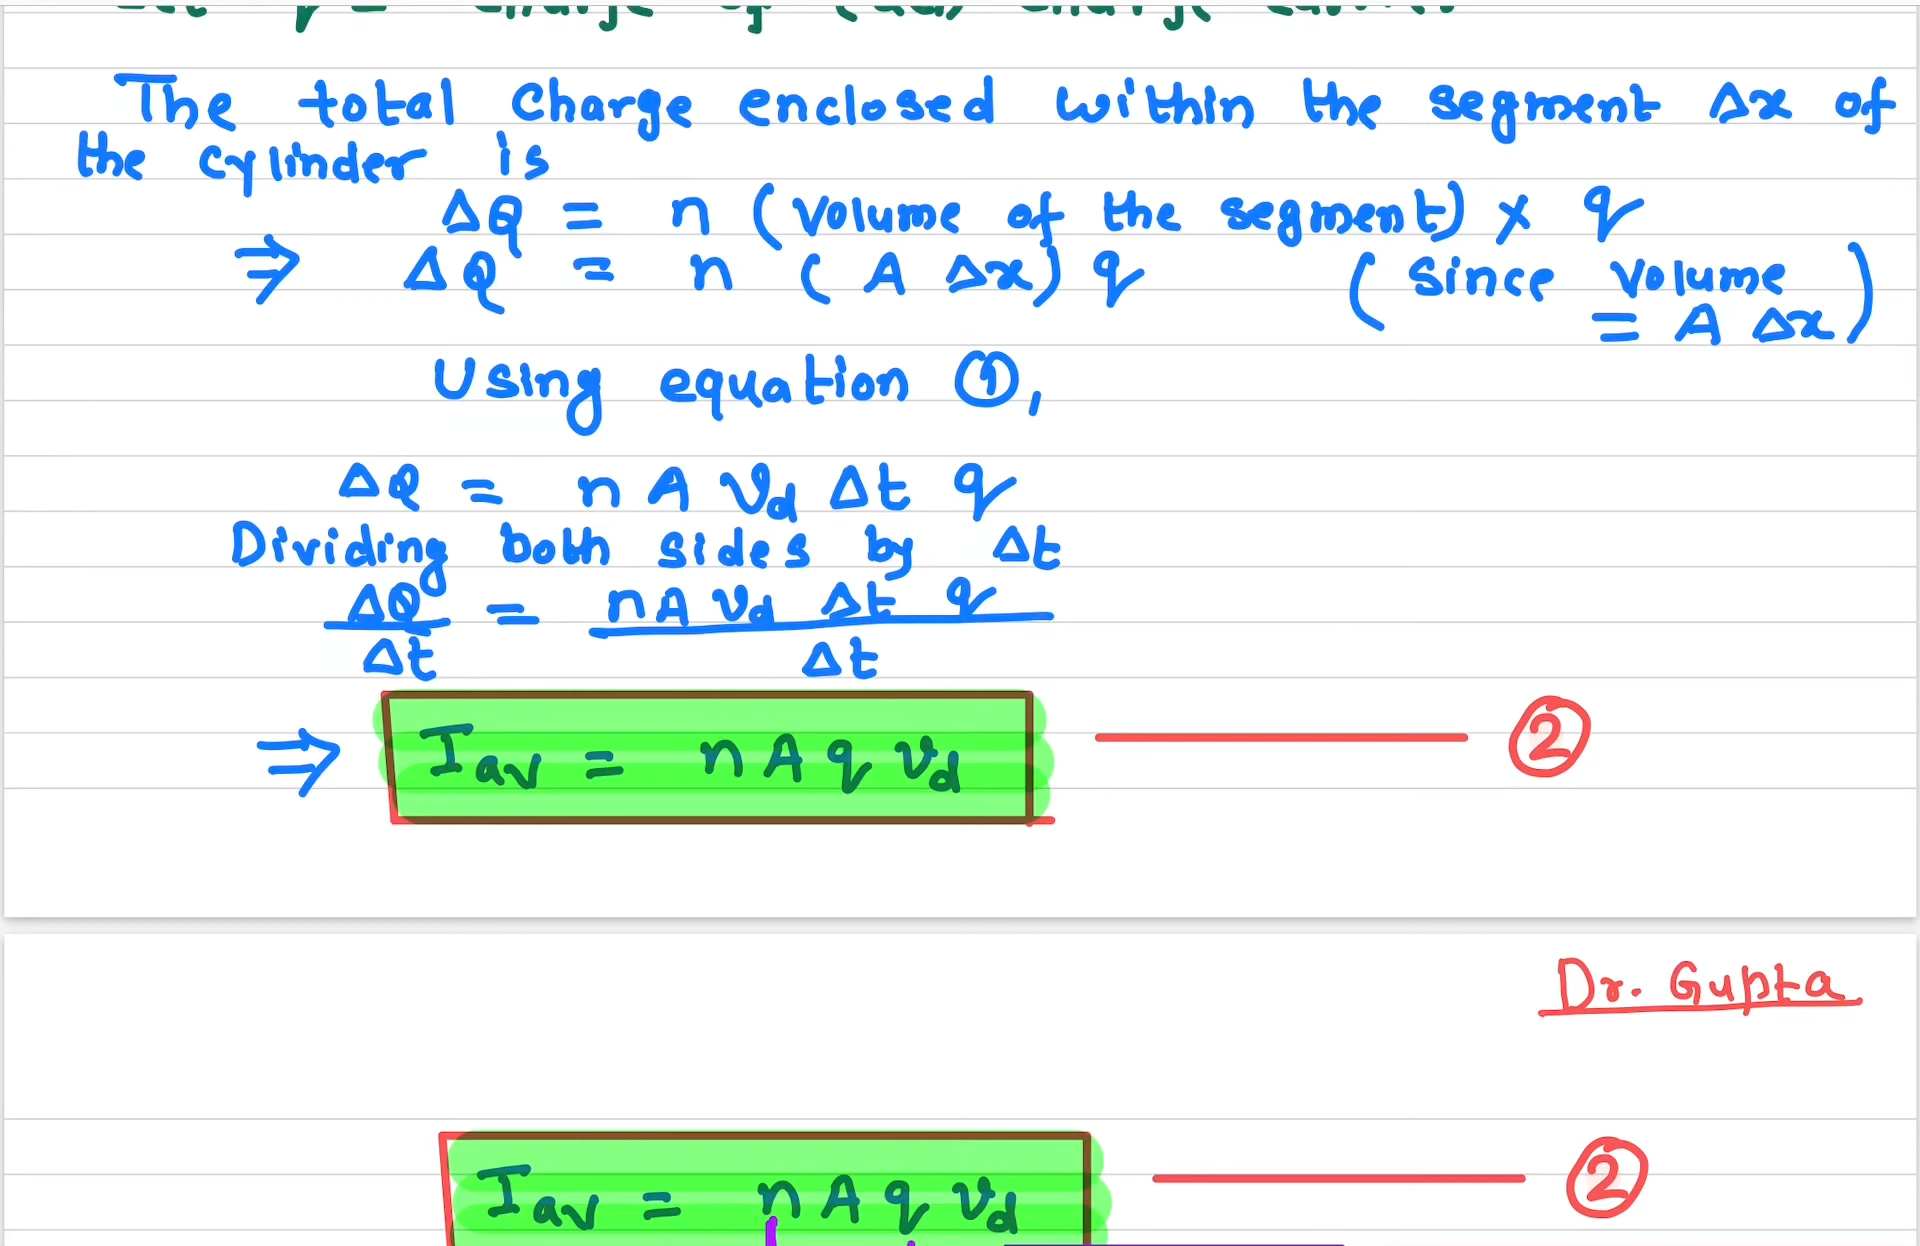 The total charge enclosed within the segment Δx of
the cylinder is
ΔQ = n (volume of the segment) × q
⇒ ΔQ = n (A Δx) q (since volume = A Δx)
Using equation ①,
ΔQ = n A vd Δt q
Dividing both sides by Δt
ΔQ/Δt = n A vd Δt q/Δt
⇒ Iav = n A q vd ②
Dr. Gupta
Iav = n A q vd ②